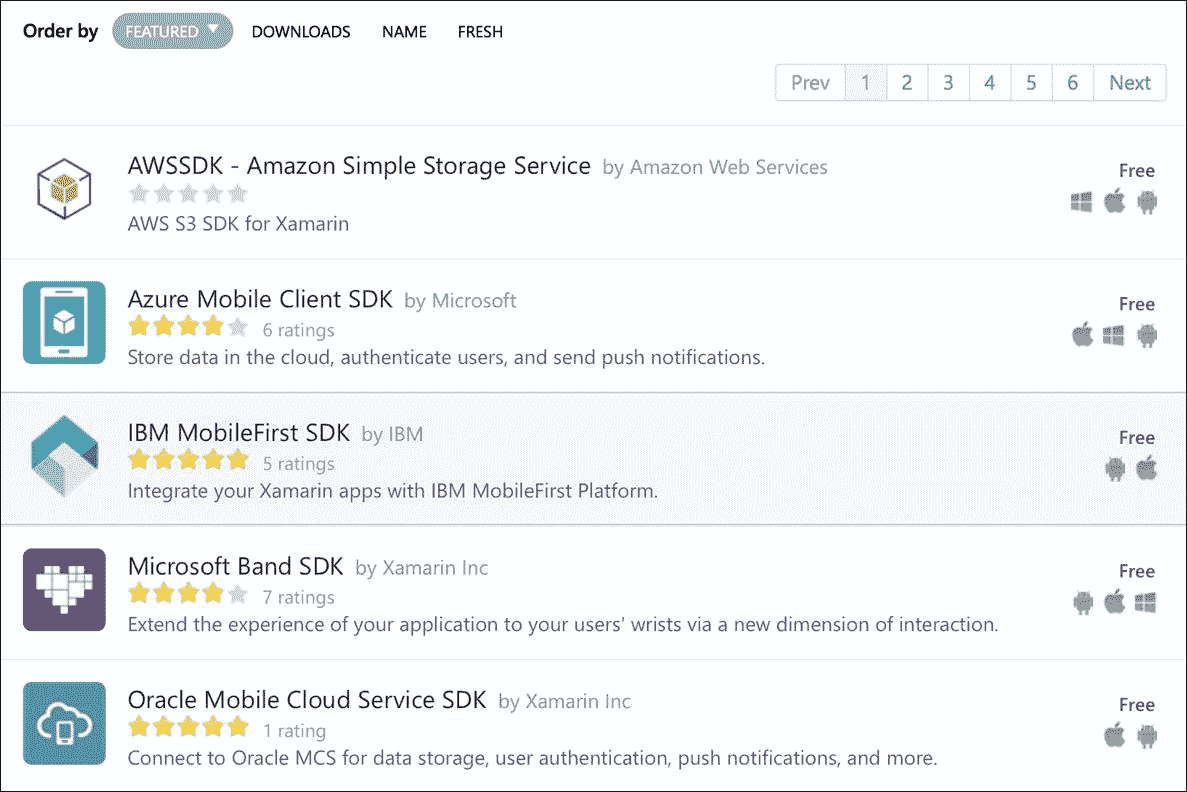 Order by FEATURED DOWNLOADS NAME FRESH
Prev 1 2 3 4 5 6 Next
AWSSDK - Amazon Simple Storage Service by Amazon Web Services
Free
AWS S3 SDK for Xamarin
Azure Mobile Client SDK by Microsoft
Free
6 ratings
Store data in the cloud, authenticate users, and send push notifications.
IBM MobileFirst SDK by IBM
Free
5 ratings
Integrate your Xamarin apps with IBM MobileFirst Platform.
Microsoft Band SDK by Xamarin Inc
Free
7 ratings
Extend the experience of your application to your users' wrists via a new dimension of interaction.
Oracle Mobile Cloud Service SDK by Xamarin Inc
Free
1 rating
Connect to Oracle MCS for data storage, user authentication, push notifications, and more.